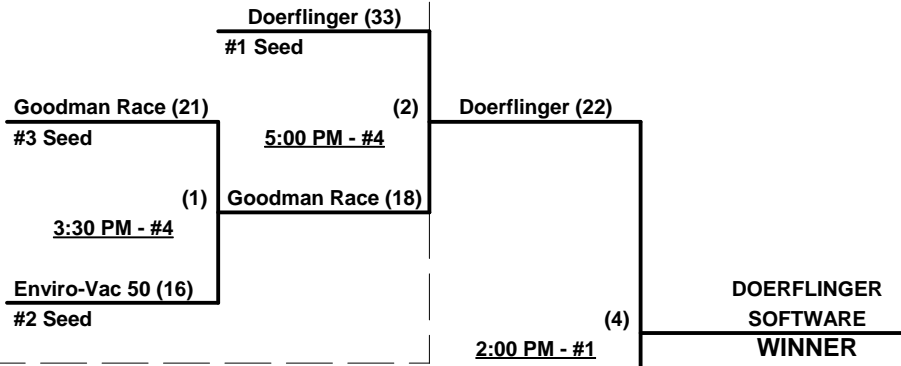 Doerflinger (33)
#1 Seed
Goodman Race (21)
(2)
Doerflinger (22)
#3 Seed
5:00 PM - #4
(1)
Goodman Race (18)
3:30 PM - #4
Enviro-Vac 50 (16)
DOERFLINGER
#2 Seed
(4)
SOFTWARE
2:00 PM - #1
WINNER